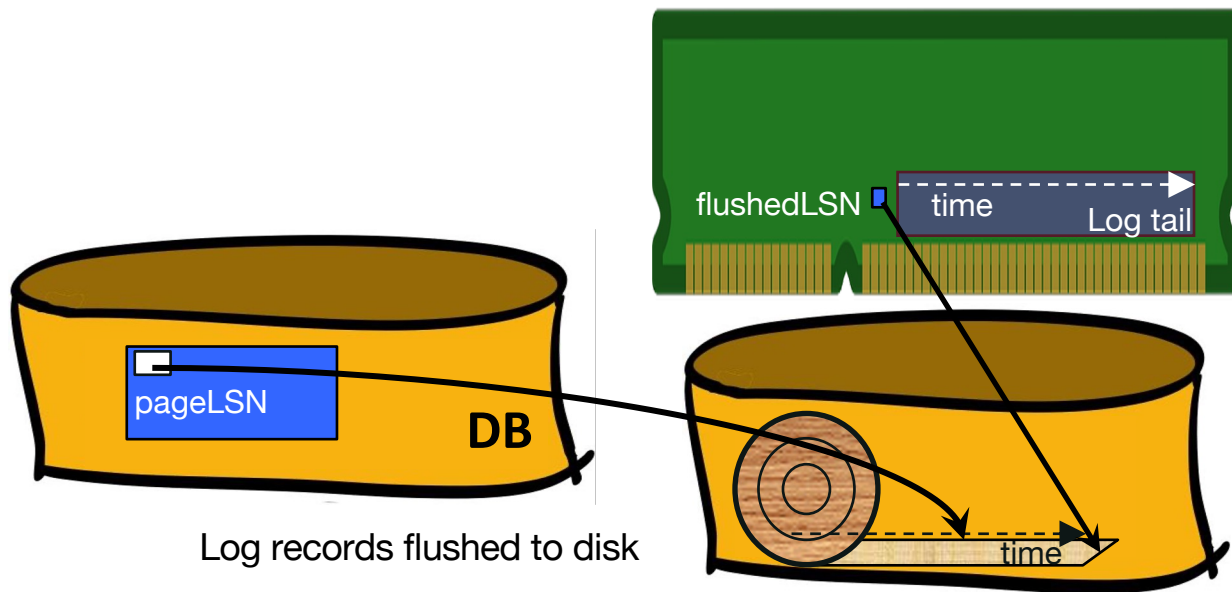 flushedLSN
time
Log tail
pageLSN
DB
Log records flushed to disk
time